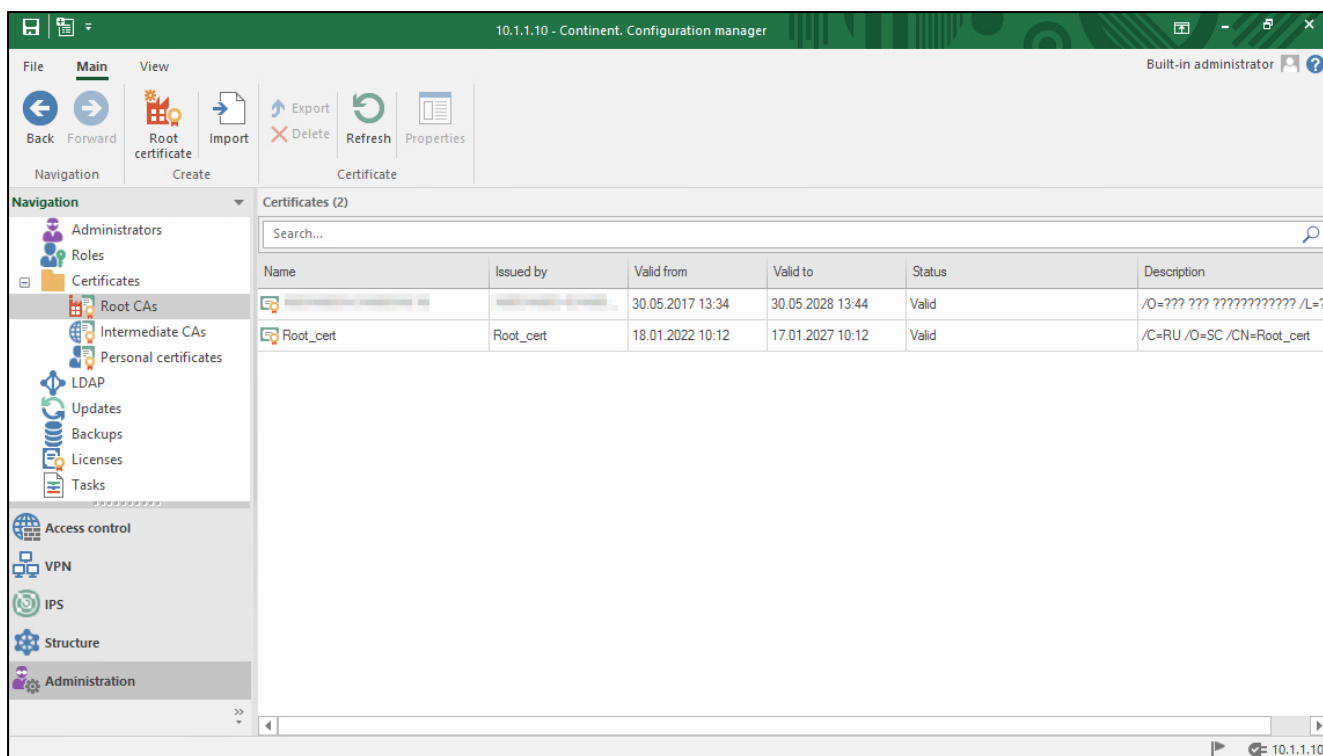 10.1.1.10 - Continent. Configuration manager
File Main View Built-in administrator
Back Forward Root certificate Import Export Delete Refresh Properties
Navigation Create Certificate
Navigation
Administrators
Roles
Certificates
Root CAs
Intermediate CAs
Personal certificates
LDAP
Updates
Backups
Licenses
Tasks
Access control
VPN
IPS
Structure
Administration
Certificates (2)
Search...
Name Issued by Valid from Valid to Status Description
30.05.2017 13:34 30.05.2028 13:44 Valid /O=??? ??? ???????????? /L=?
Root_cert Root_cert 18.01.2022 10:12 17.01.2027 10:12 Valid /C=RU /O=SC /CN=Root_cert
10.1.1.10